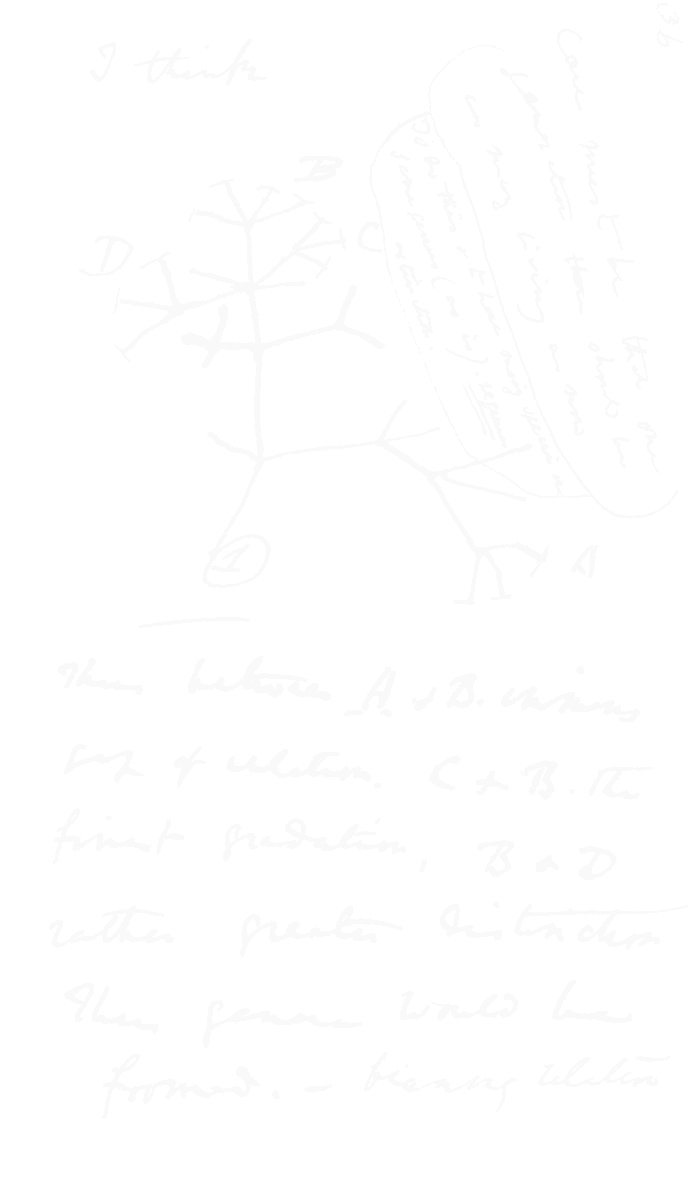 36
I think
Case must be that one
generation then should be
as many living as now
To do this & to have many species in
same genus (as is). requires
extinction.
B
C
D
1
A
Thus between A & B. immens
gap of relation. C & B. the
finest gradation, B & D
rather greater distinction
Thus genera would be
formed. — bearing relation